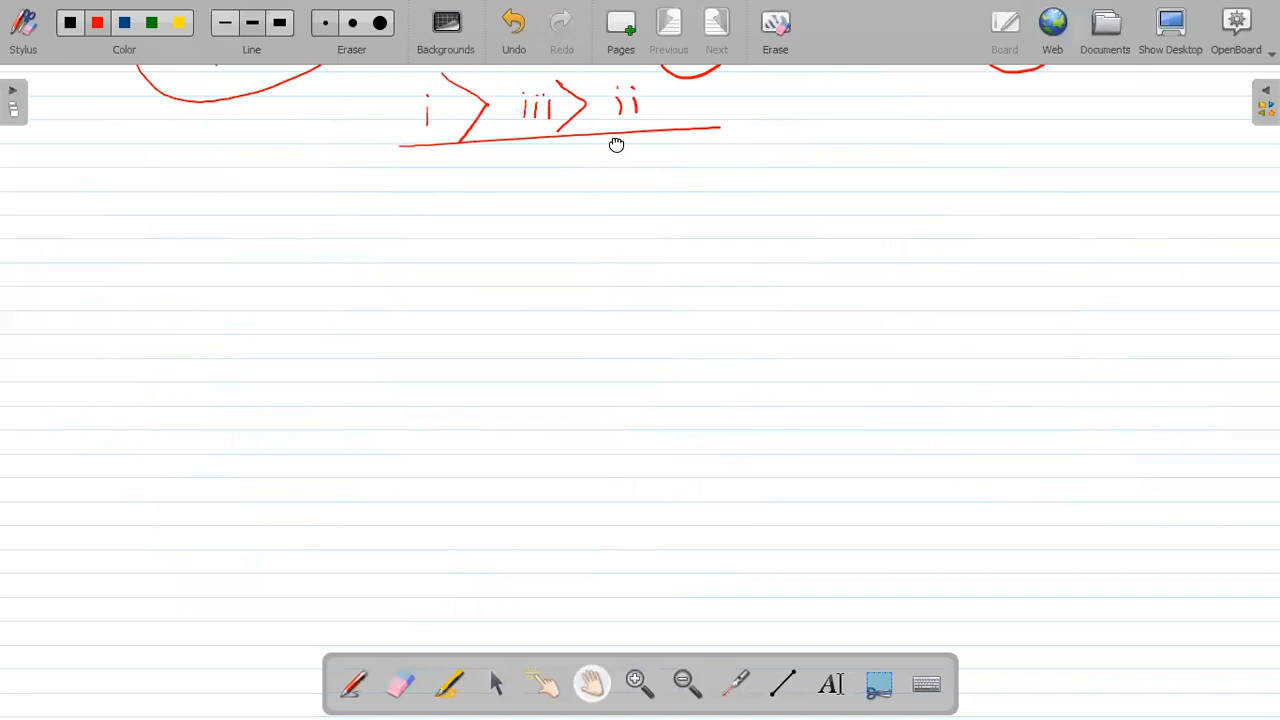 Stylus Color Line Eraser Backgrounds Undo Redo Pages Previous Next Erase Board Web Documents Show Desktop OpenBoard
i > iii > ii
AI